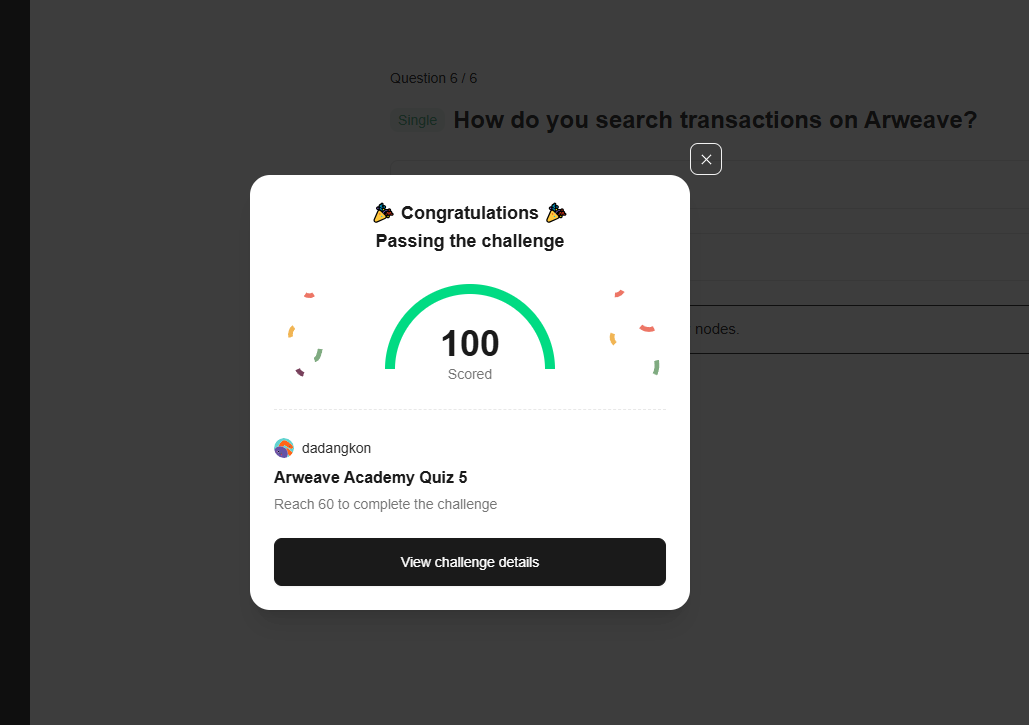 Question 6 / 6
Single How do you search transactions on Arweave?
Congratulations
Passing the challenge
100
Scored
nodes.
dadangkon
Arweave Academy Quiz 5
Reach 60 to complete the challenge
View challenge details